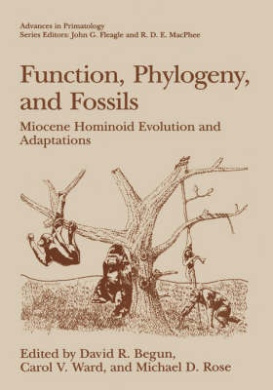 Advances in Primatology
Series Editors: John G. Fleagle and R. D. E. MacPhee
Function, Phylogeny,
and Fossils
Miocene Hominoid Evolution and
Adaptations
Edited by David R. Begun,
Carol V. Ward, and Michael D. Rose